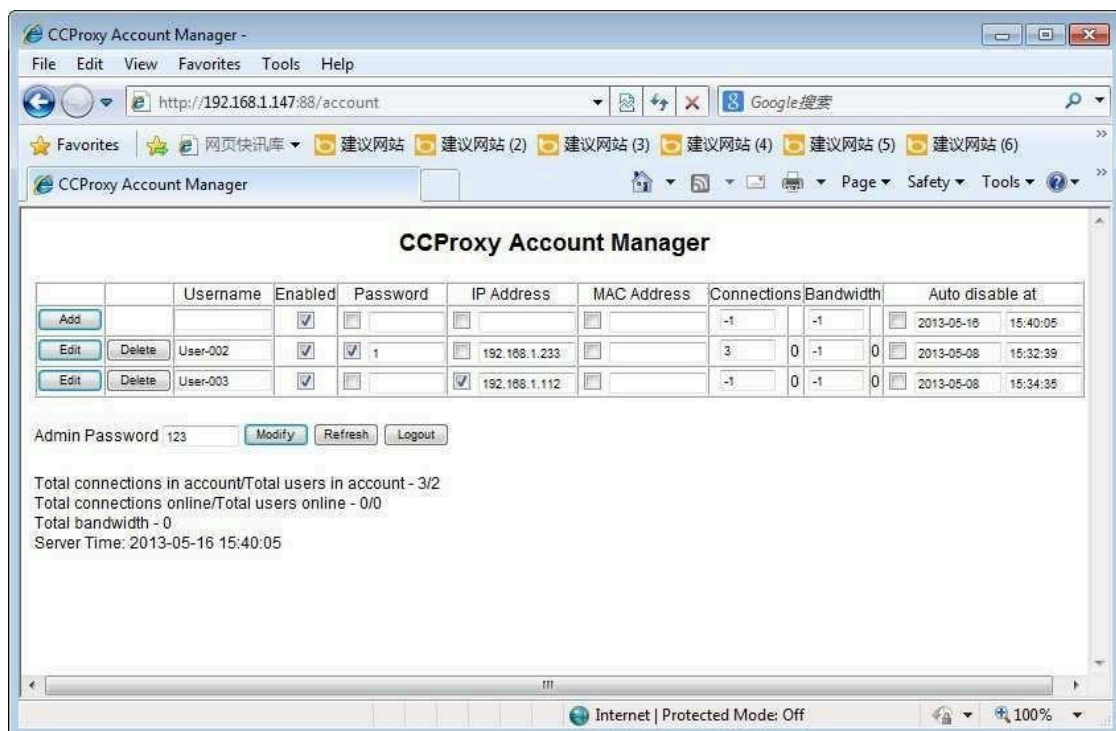 CCProxy Account Manager -
File Edit View Favorites Tools Help
http://192.168.1.147:88/account Google搜索
Favorites 网页快讯库 建议网站 建议网站 (2) 建议网站 (3) 建议网站 (4) 建议网站 (5) 建议网站 (6)
CCProxy Account Manager Page Safety Tools
CCProxy Account Manager
Username Enabled Password IP Address MAC Address Connections Bandwidth Auto disable at
Add -1 -1 2013-05-16 15:40:05
Edit Delete User-002 1 192.168.1.233 3 0 -1 0 2013-05-08 15:32:39
Edit Delete User-003 192.168.1.112 -1 0 -1 0 2013-05-08 15:34:35
Admin Password 123 Modify Refresh Logout
Total connections in account/Total users in account - 3/2
Total connections online/Total users online - 0/0
Total bandwidth - 0
Server Time: 2013-05-16 15:40:05
Internet | Protected Mode: Off 100%